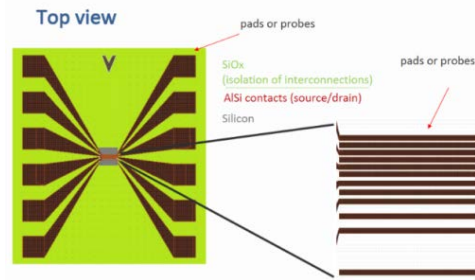 Top view
pads or probes
SiOx
(isolation of interconnections)
AlSi contacts (source/drain)
Silicon
pads or probes